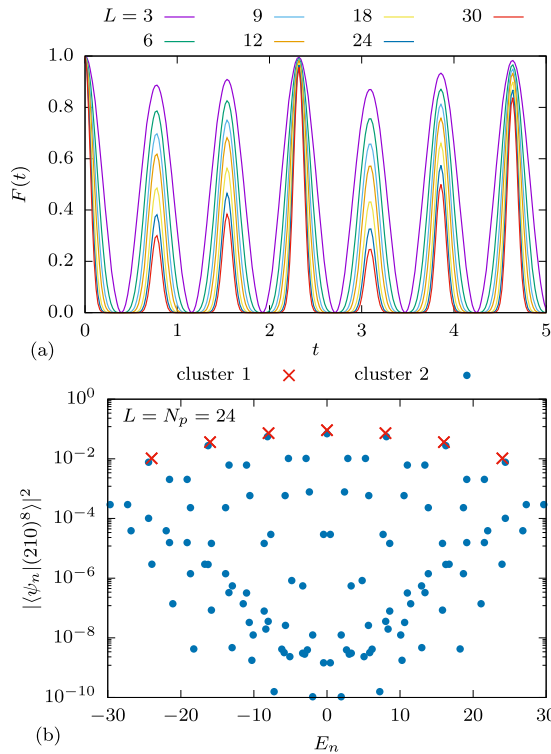 L = 3 9 18 30
6 12 24
1.0
0.8
0.6
0.4
0.2
0.0
F(t)
0 1 2 3 4 5
t
(a)
cluster 1 cluster 2
L = N_p = 24
10^0
10^−2
10^−4
10^−6
10^−8
10^−10
|⟨ψ_n|(210)^8⟩|^2
−30 −20 −10 0 10 20 30
E_n
(b)